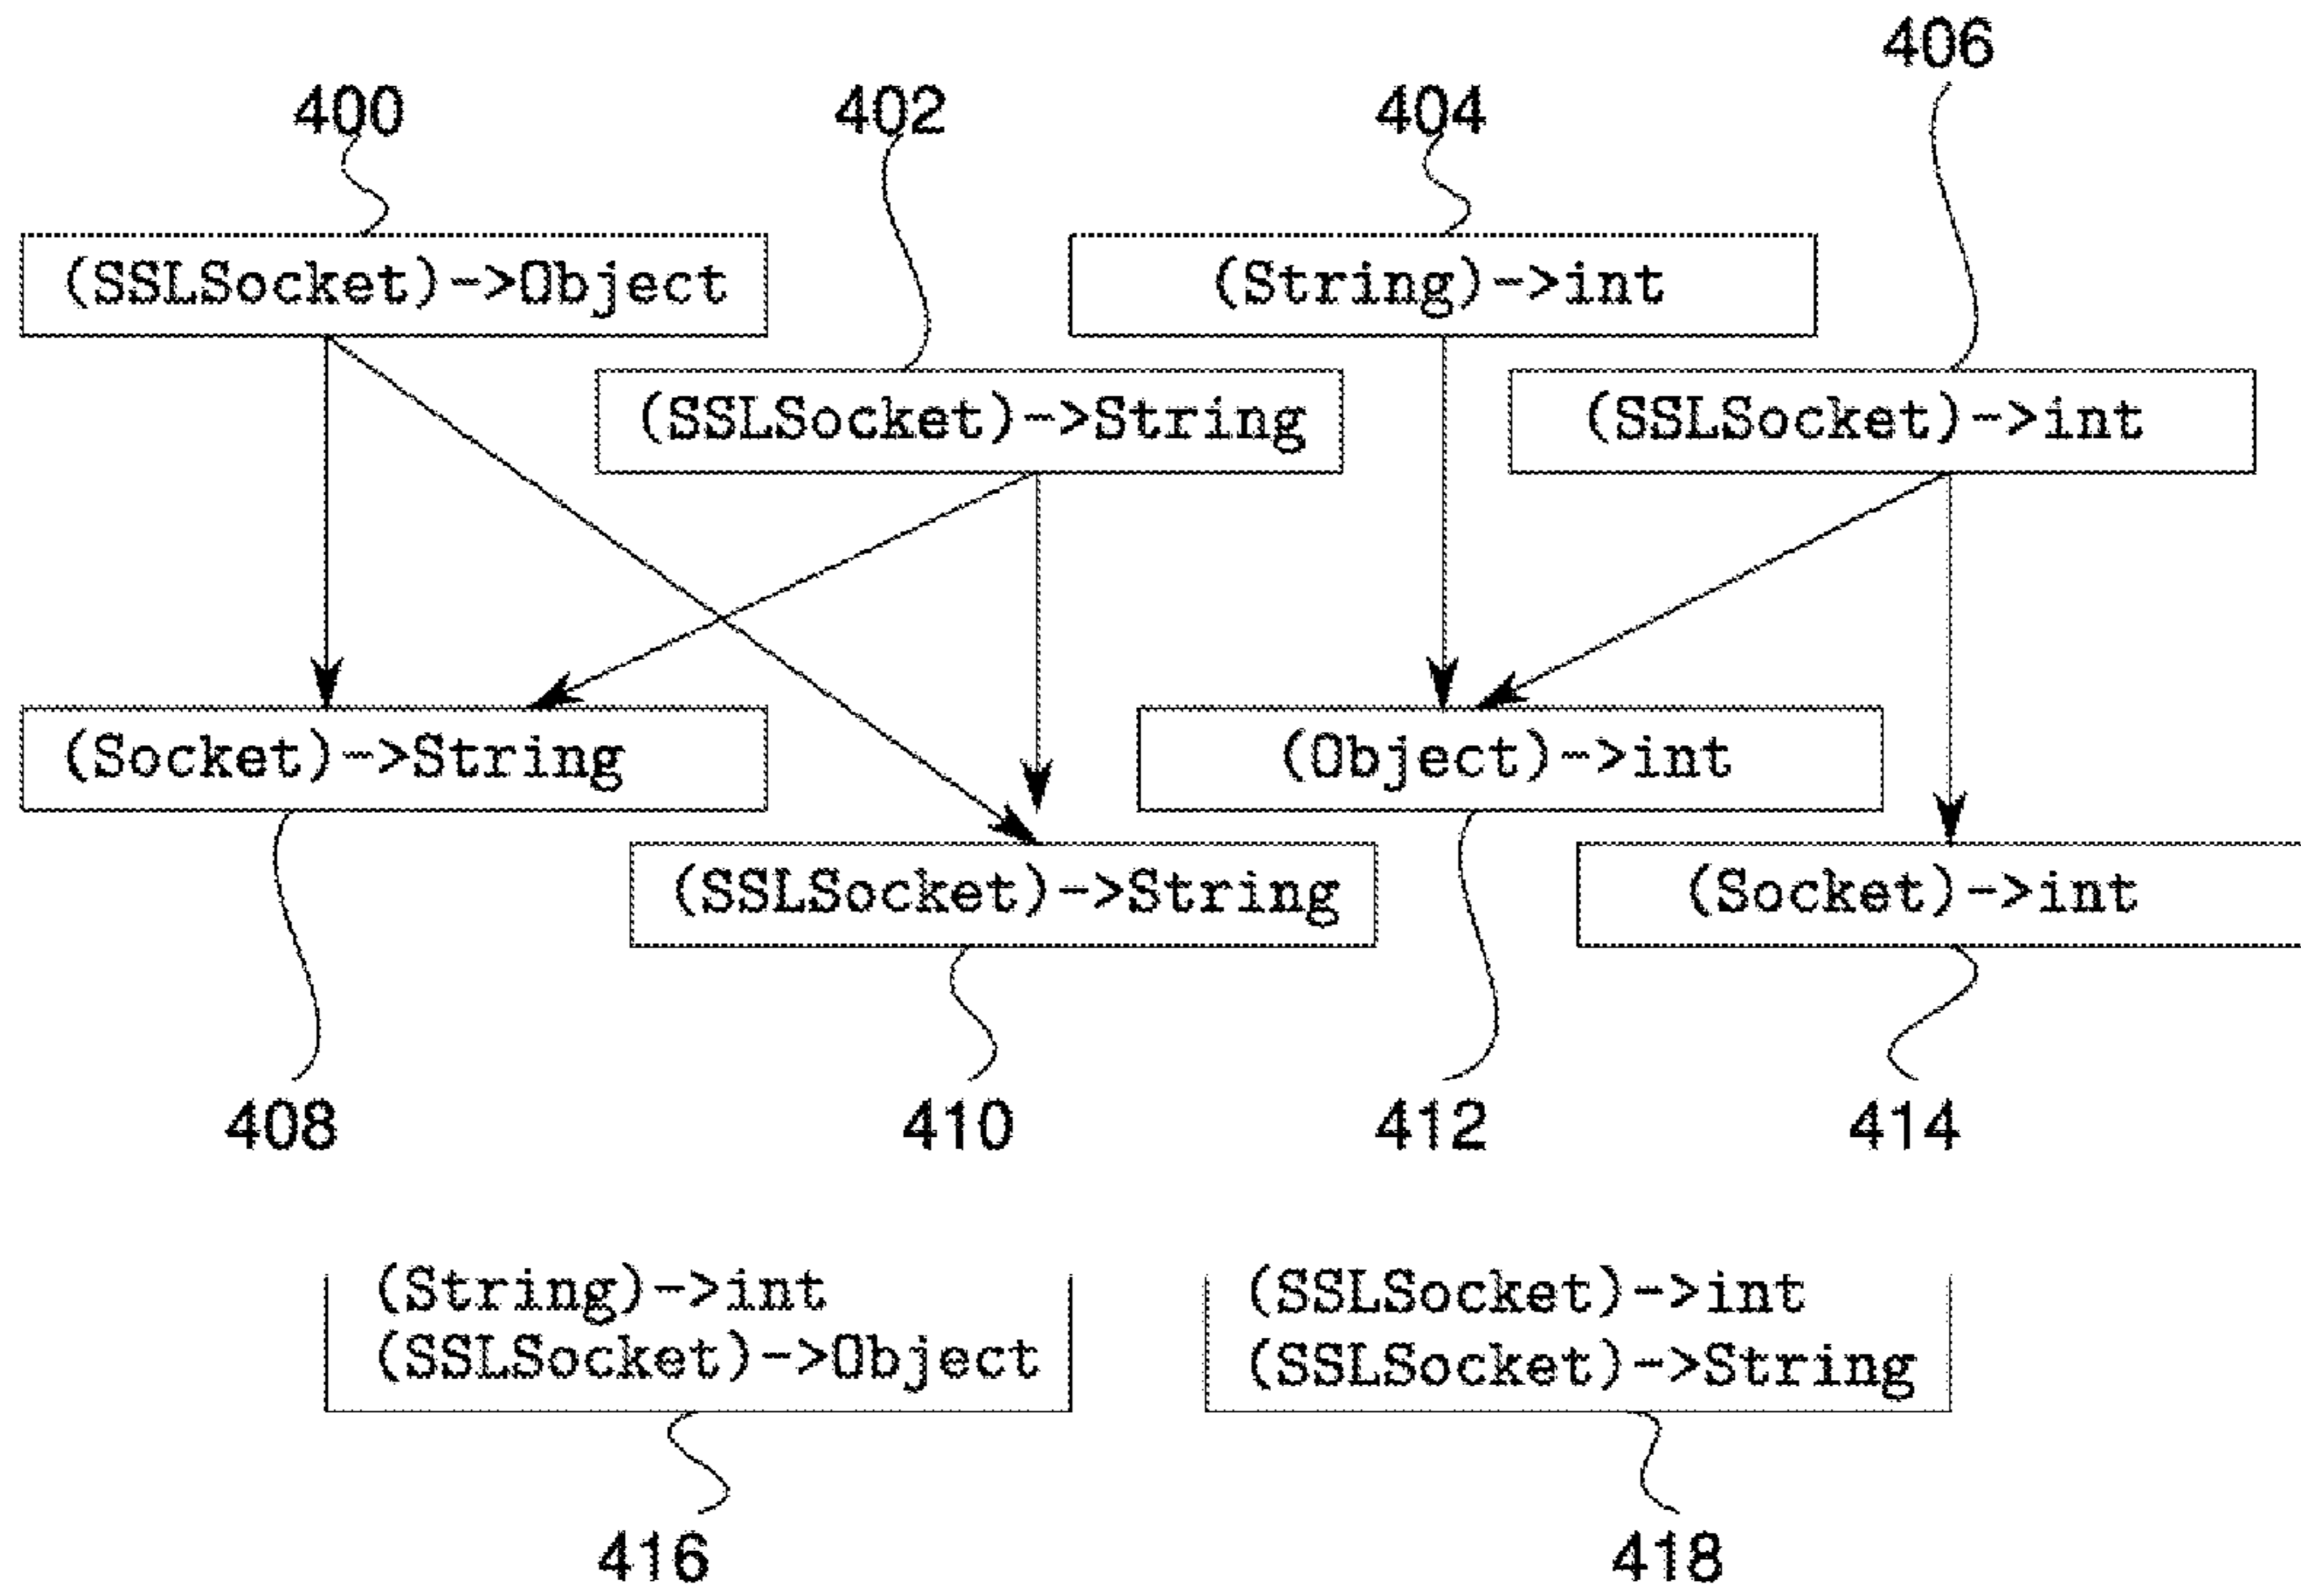 406
400 402 404
(SSLSocket)->Object (String)->int
(SSLSocket)->String (SSLSocket)->int
(Socket)->String (Object)->int
(SSLSocket)->String (Socket)->int
408 410 412 414
(String)->int (SSLSocket)->int
(SSLSocket)->Object (SSLSocket)->String
416 418